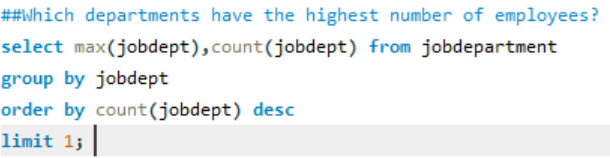 ##Which departments have the highest number of employees?
select max(jobdept),count(jobdept) from jobdepartment
group by jobdept
order by count(jobdept) desc
limit 1;